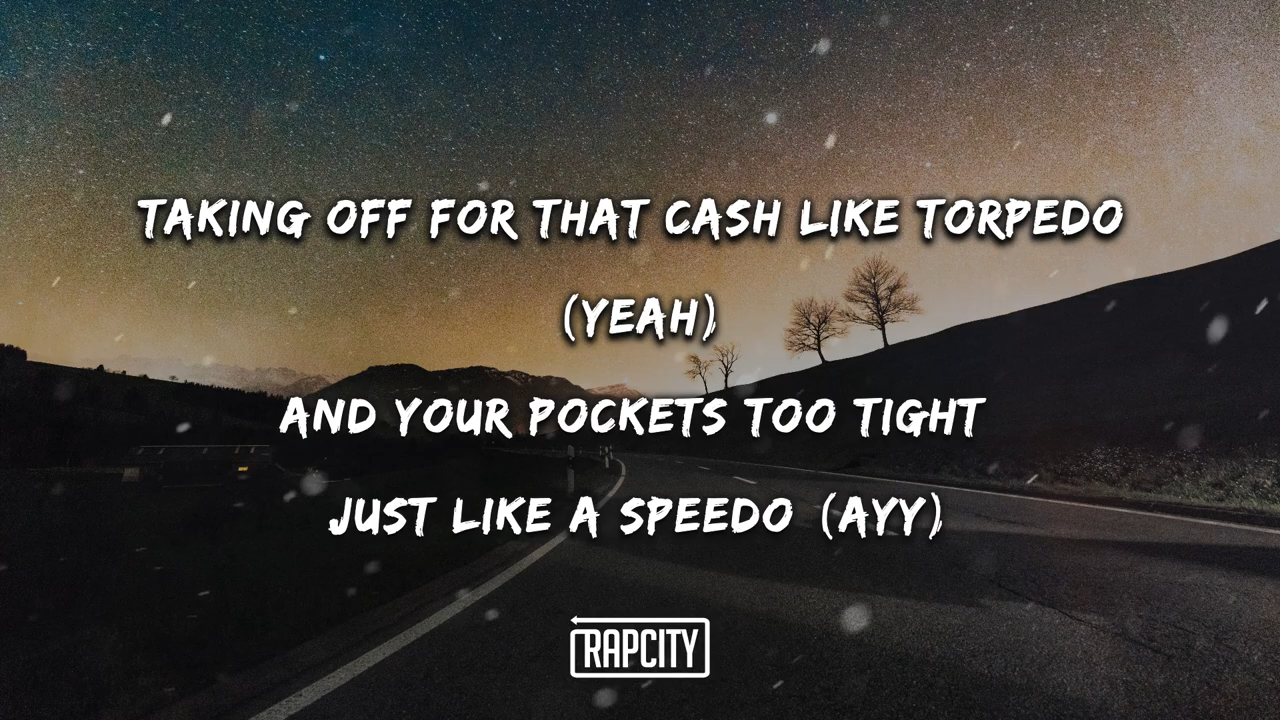 TAKING OFF FOR THAT CASH LIKE TORPEDO
(YEAH)
AND YOUR POCKETS TOO TIGHT
JUST LIKE A SPEEDO (AYY)
RAPCITY